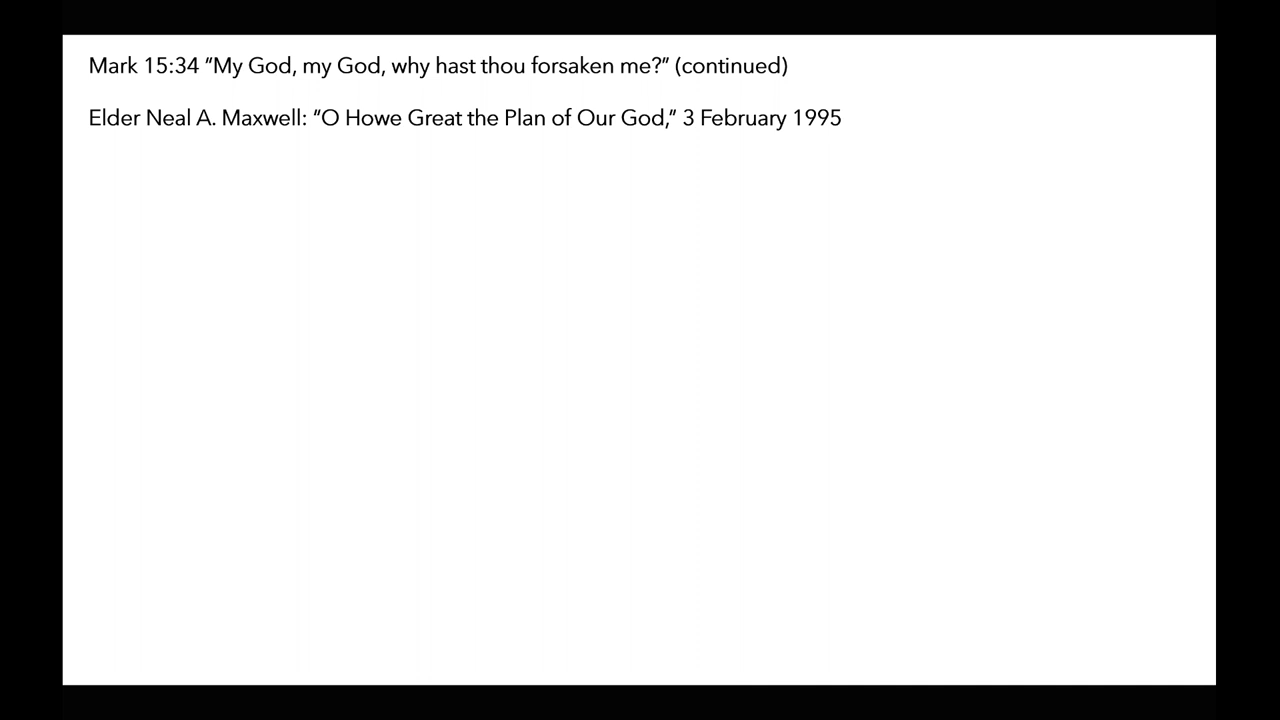 Mark 15:34 “My God, my God, why hast thou forsaken me?” (continued)
Elder Neal A. Maxwell: “O Howe Great the Plan of Our God,” 3 February 1995